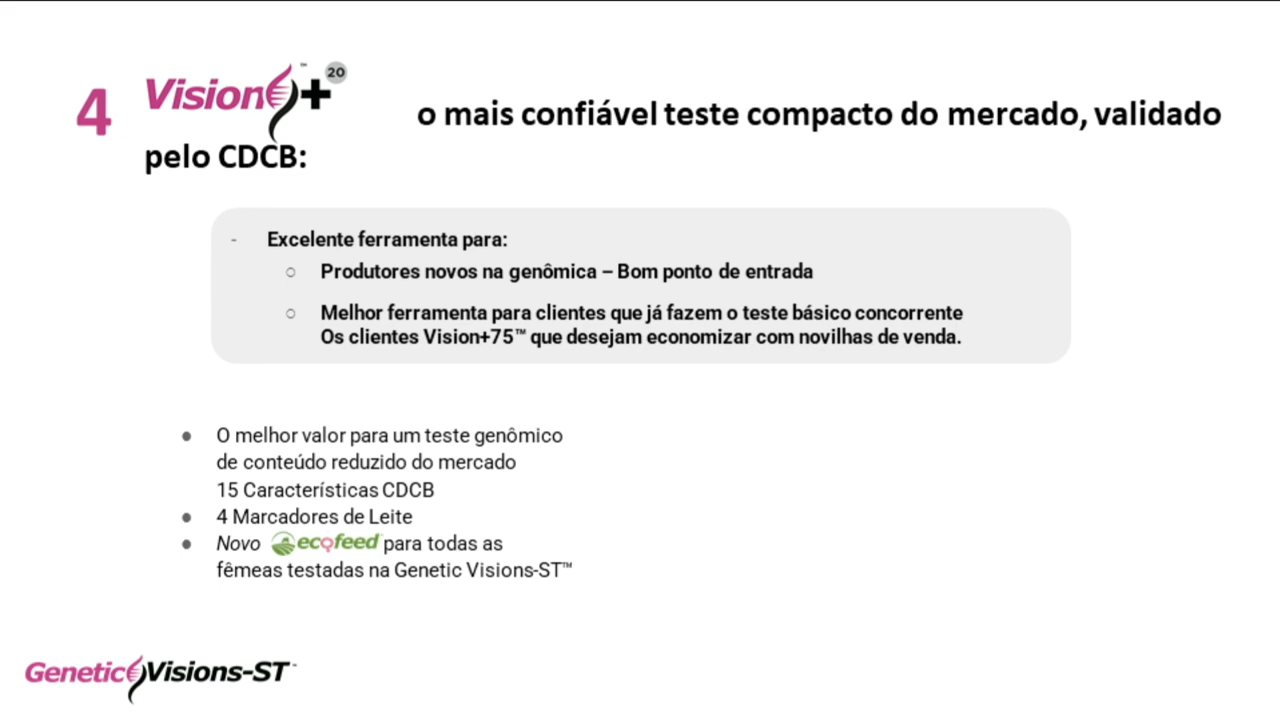 4 Vision+ ™ 20 o mais confiável teste compacto do mercado, validado
pelo CDCB:
- Excelente ferramenta para:
○ Produtores novos na genômica – Bom ponto de entrada
○ Melhor ferramenta para clientes que já fazem o teste básico concorrente
Os clientes Vision+75™ que desejam economizar com novilhas de venda.
● O melhor valor para um teste genômico
de conteúdo reduzido do mercado
15 Características CDCB
● 4 Marcadores de Leite
● Novo ecofeed para todas as
fêmeas testadas na Genetic Visions-ST™
Genetic Visions-ST™